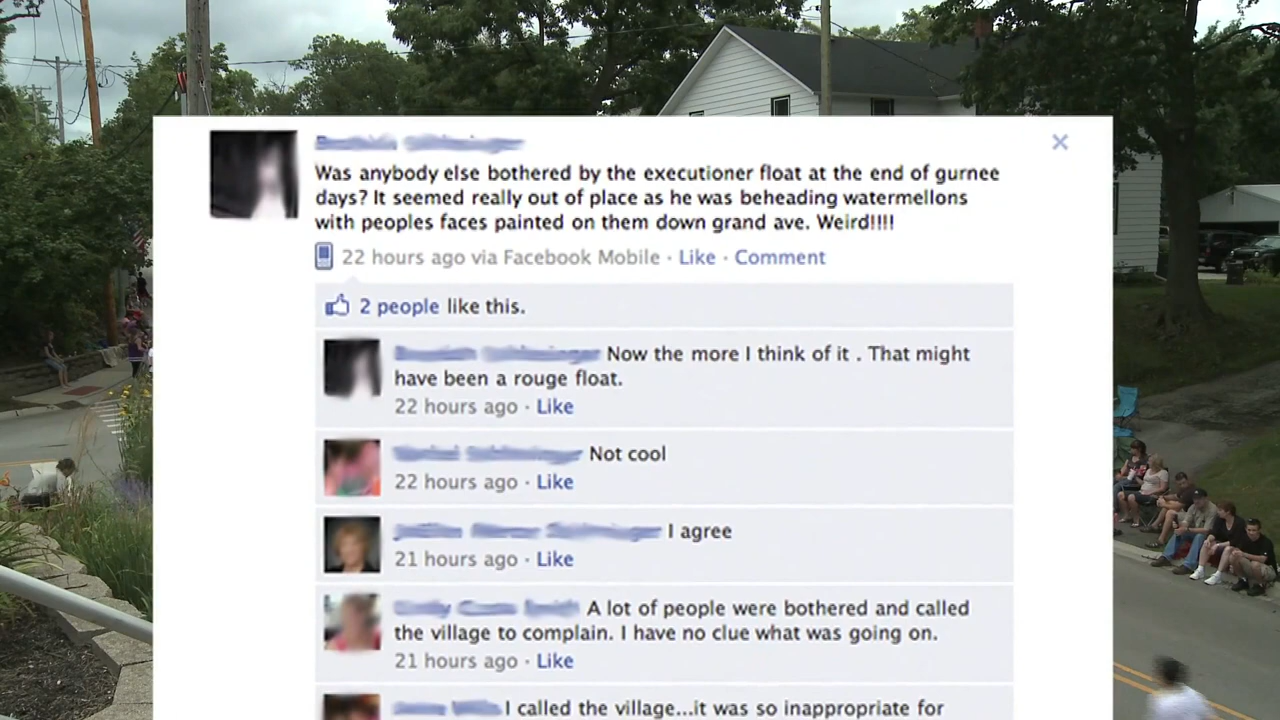 Was anybody else bothered by the executioner float at the end of gurnee
days? It seemed really out of place as he was beheading watermellons
with peoples faces painted on them down grand ave. Weird!!!!
22 hours ago via Facebook Mobile · Like · Comment
2 people like this.
Now the more I think of it . That might
have been a rouge float.
22 hours ago · Like
Not cool
22 hours ago · Like
I agree
21 hours ago · Like
A lot of people were bothered and called
the village to complain. I have no clue what was going on.
21 hours ago · Like
I called the village...it was so inappropriate for